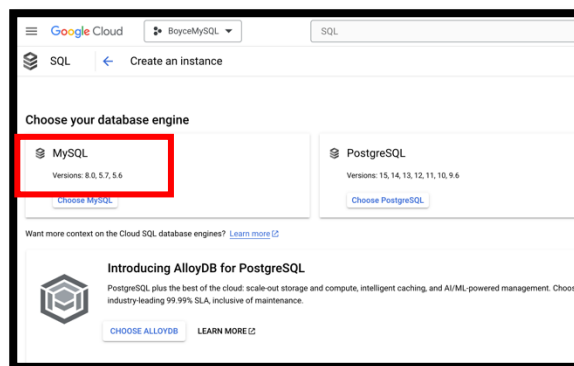 Google Cloud
BoyceMySQL
SQL
SQL
Create an instance
Choose your database engine
MySQL
Versions: 8.0, 5.7, 5.6
Choose MySQL
PostgreSQL
Versions: 15, 14, 13, 12, 11, 10, 9.6
Choose PostgreSQL
Want more context on the Cloud SQL database engines? Learn more
Introducing AlloyDB for PostgreSQL
PostgreSQL plus the best of the cloud: scale-out storage and compute, intelligent caching, and AI/ML-powered management. Choos
industry-leading 99.99% SLA, inclusive of maintenance.
CHOOSE ALLOYDB
LEARN MORE